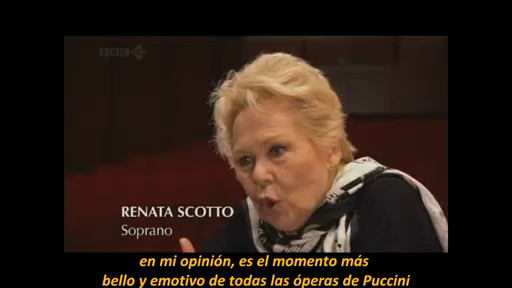 BBC
RENATA SCOTTO
Soprano
en mi opinión, es el momento más
bello y emotivo de todas las óperas de Puccini